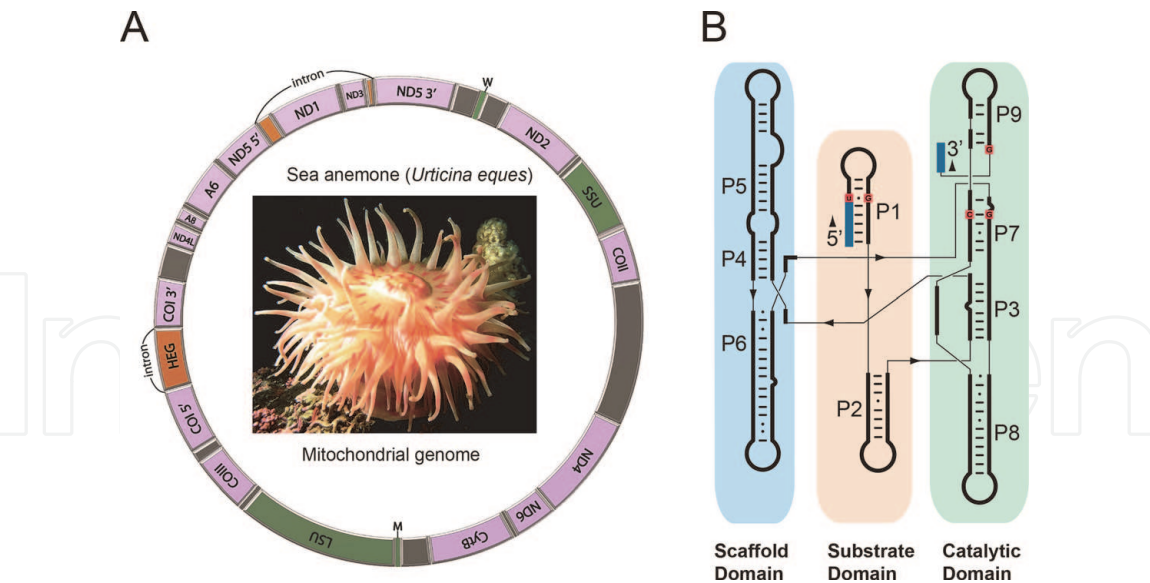 A
B
intron
ND5 5'
ND1
ND3
ND5 3'
W
ND2
SSU
COII
ND4
ND6
CytB
M
LSU
COIII
COI 5'
intron
HEG
COI 3'
ND4L
A8
A6
Sea anemone (Urticina eques)
Mitochondrial genome
P5
P4
P6
u
G
P1
5'
P2
P9
G
3'
C
G
P7
P3
P8
Scaffold
Domain
Substrate
Domain
Catalytic
Domain